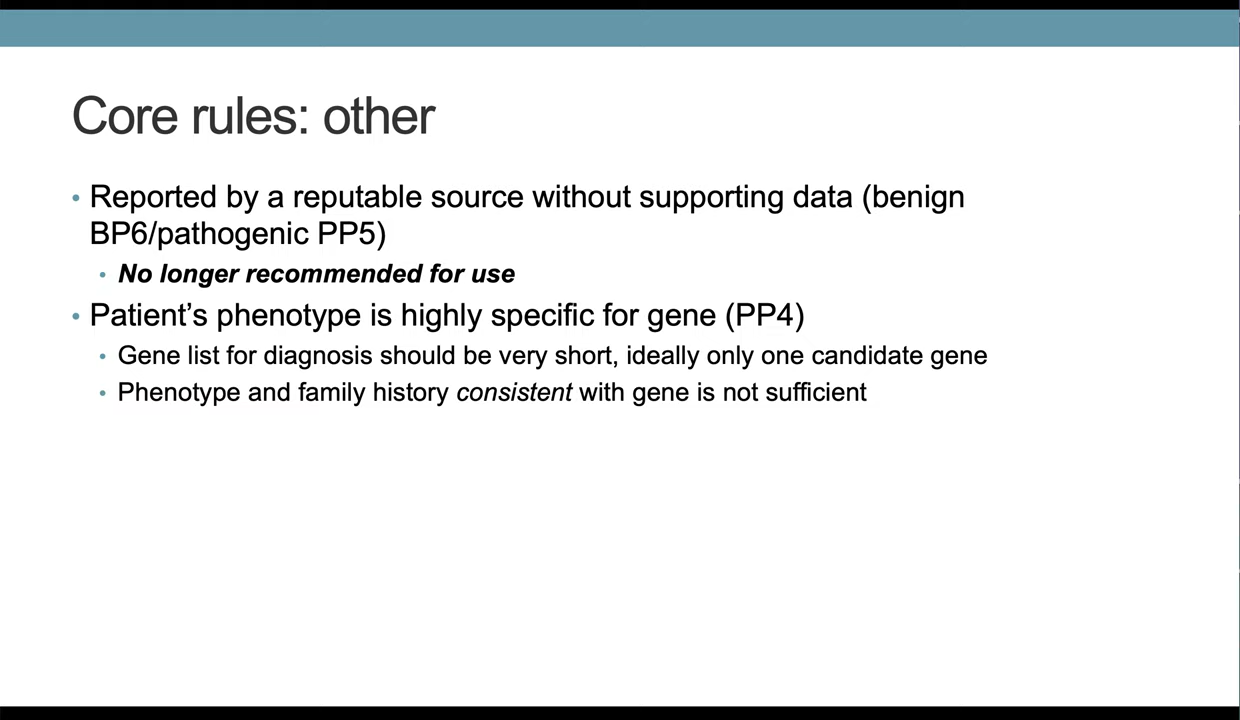 Core rules: other
• Reported by a reputable source without supporting data (benign
BP6/pathogenic PP5)
• No longer recommended for use
• Patient’s phenotype is highly specific for gene (PP4)
• Gene list for diagnosis should be very short, ideally only one candidate gene
• Phenotype and family history consistent with gene is not sufficient